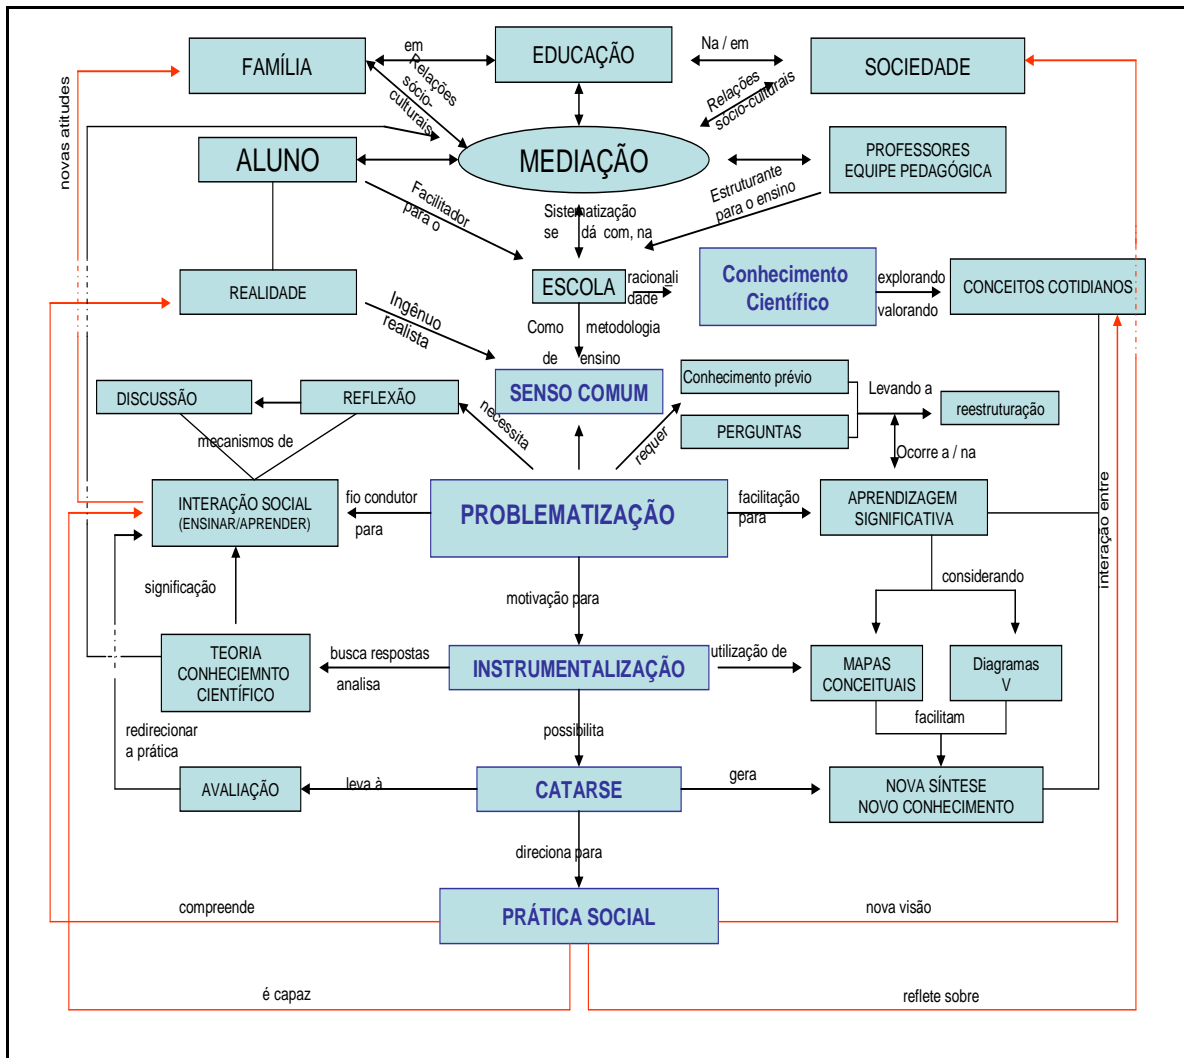 em
EDUCAÇÃO
Na / em
FAMÍLIA
SOCIEDADE
Relações
sócio-
culturais
Relações
sócio-culturais
novas atitudes
ALUNO
MEDIAÇÃO
PROFESSORES
EQUIPE PEDAGÓGICA
Facilitador
para o
Sistematização
se dá com, na
Estruturante
para o ensino
REALIDADE
ESCOLA
racionali
dade
Conhecimento
Científico
explorando
valorando
CONCEITOS COTIDIANOS
Ingênuo
realista
Como metodologia
de ensino
SENSO COMUM
Conhecimento prévio
Levando a
reestruturação
DISCUSSÃO
REFLEXÃO
necessita
requer
PERGUNTAS
mecanismos de
Ocorre a / na
INTERAÇÃO SOCIAL
(ENSINAR/APRENDER)
fio condutor
para
PROBLEMATIZAÇÃO
facilitação
para
APRENDIZAGEM
SIGNIFICATIVA
interação entre
significação
motivação para
considerando
TEORIA
CONHECIEMNTO
CIENTÍFICO
busca respostas
analisa
INSTRUMENTALIZAÇÃO
utilização de
MAPAS
CONCEITUAIS
Diagramas
V
redirecionar
a prática
possibilita
facilitam
AVALIAÇÃO
leva à
CATARSE
gera
NOVA SÍNTESE
NOVO CONHECIMENTO
direciona para
compreende
PRÁTICA SOCIAL
nova visão
é capaz
reflete sobre